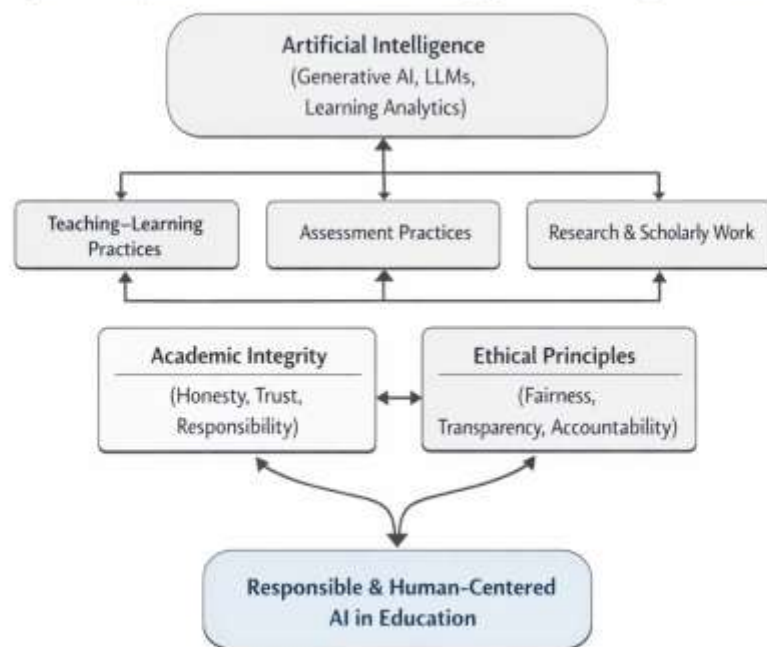 Artificial Intelligence
(Generative AI, LLMs,
Learning Analytics)
Teaching–Learning
Practices
Assessment Practices
Research & Scholarly Work
Academic Integrity
(Honesty, Trust,
Responsibility)
Ethical Principles
(Fairness,
Transparency, Accountability)
Responsible & Human-Centered
AI in Education